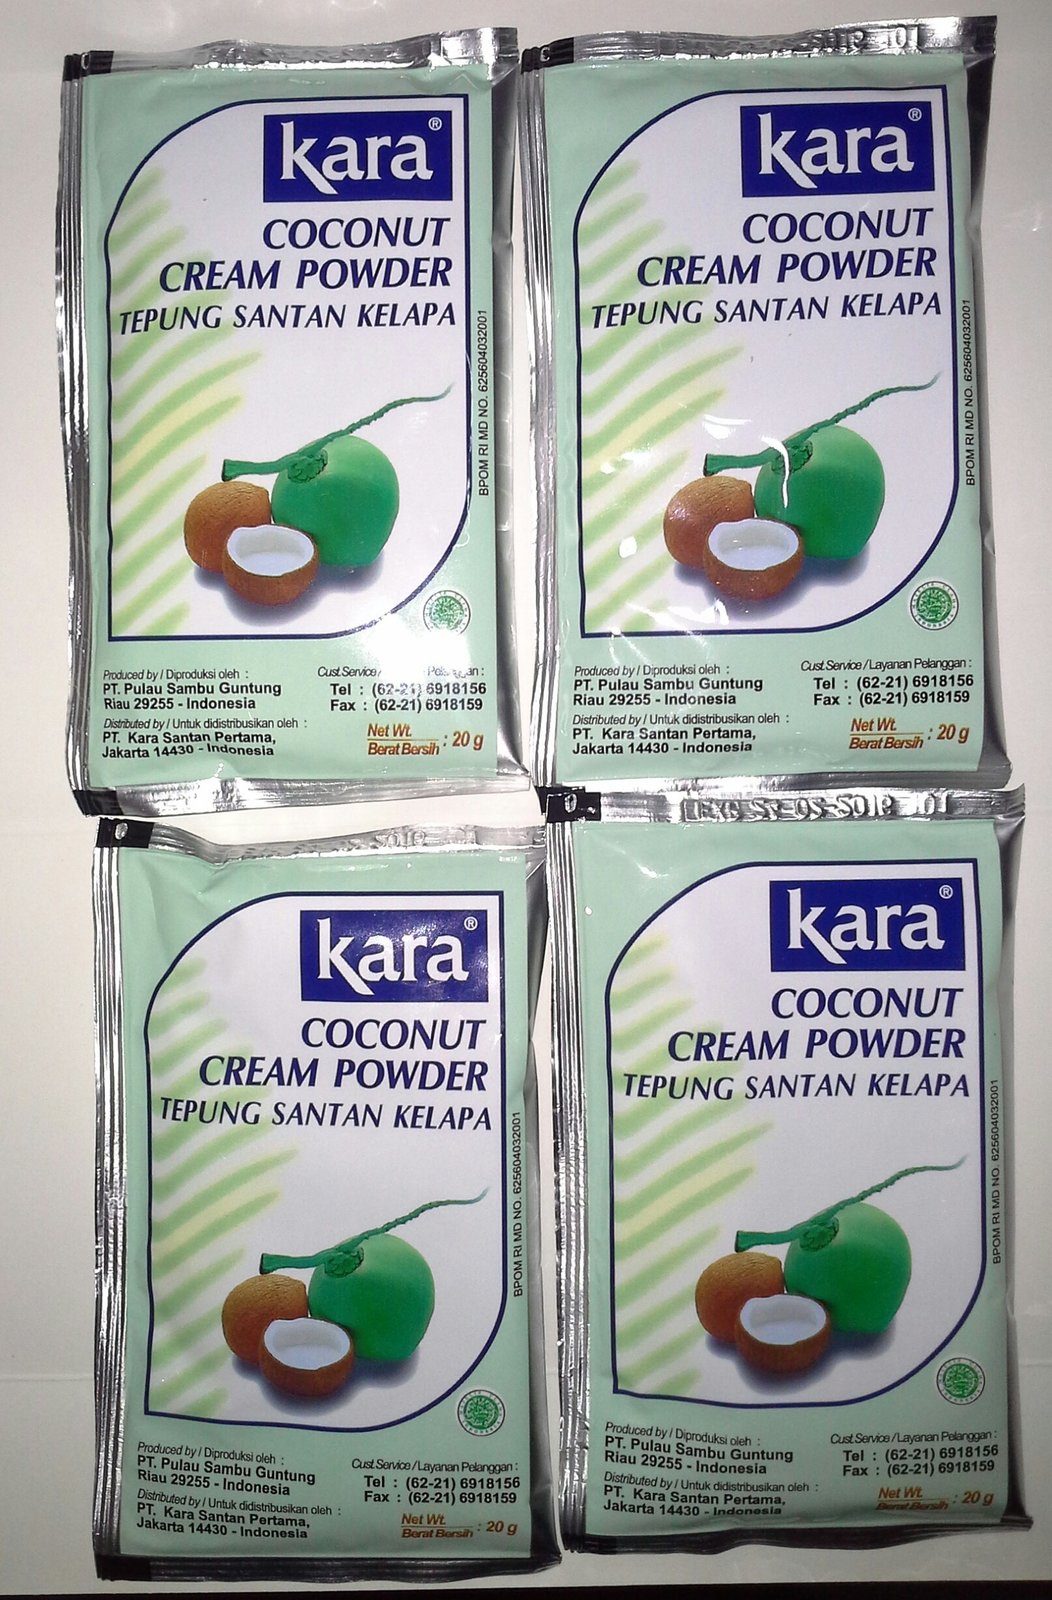 kara®
COCONUT
CREAM POWDER
TEPUNG SANTAN KELAPA
BPOM RI MD NO. 625604032001
Produced by / Diproduksi oleh :
PT. Pulau Sambu Guntung
Riau 29255 - Indonesia
Distributed by / Untuk didistribusikan oleh :
PT. Kara Santan Pertama,
Jakarta 14430 - Indonesia
Cust.Service /
Tel : (62-21) 6918156
Fax : (62-21) 6918159
Net Wt.
Berat Bersih : 20 g
kara®
COCONUT
CREAM POWDER
TEPUNG SANTAN KELAPA
BPOM RI MD NO. 625604032001
Produced by / Diproduksi oleh :
PT. Pulau Sambu Guntung
Riau 29255 - Indonesia
Distributed by / Untuk didistribusikan oleh :
PT. Kara Santan Pertama,
Jakarta 14430 - Indonesia
Cust.Service / Layanan Pelanggan :
Tel : (62-21) 6918156
Fax : (62-21) 6918159
Net Wt.
Berat Bersih : 20 g
kara®
COCONUT
CREAM POWDER
TEPUNG SANTAN KELAPA
BPOM RI MD NO. 625604032001
Produced by / Diproduksi oleh :
PT. Pulau Sambu Guntung
Riau 29255 - Indonesia
Distributed by / Untuk didistribusikan oleh :
PT. Kara Santan Pertama,
Jakarta 14430 - Indonesia
Cust.Service / Layanan Pelanggan :
Tel : (62-21) 6918156
Fax : (62-21) 6918159
Net Wt.
Berat Bersih : 20 g
kara®
COCONUT
CREAM POWDER
TEPUNG SANTAN KELAPA
BPOM RI MD NO. 625604032001
Produced by / Diproduksi oleh :
PT. Pulau Sambu Guntung
Riau 29255 - Indonesia
Distributed by / Untuk didistribusikan oleh :
PT. Kara Santan Pertama,
Jakarta 14430 - Indonesia
Cust.Service / Layanan Pelanggan :
Tel : (62-21) 6918156
Fax : (62-21) 6918159
Net Wt.
Berat Bersih : 20 g